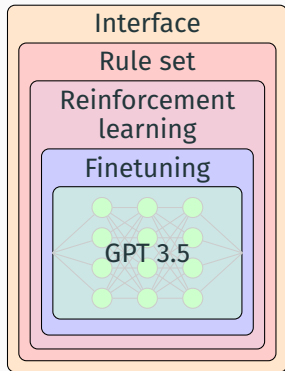 Interface
Rule set
Reinforcement
learning
Finetuning
GPT 3.5